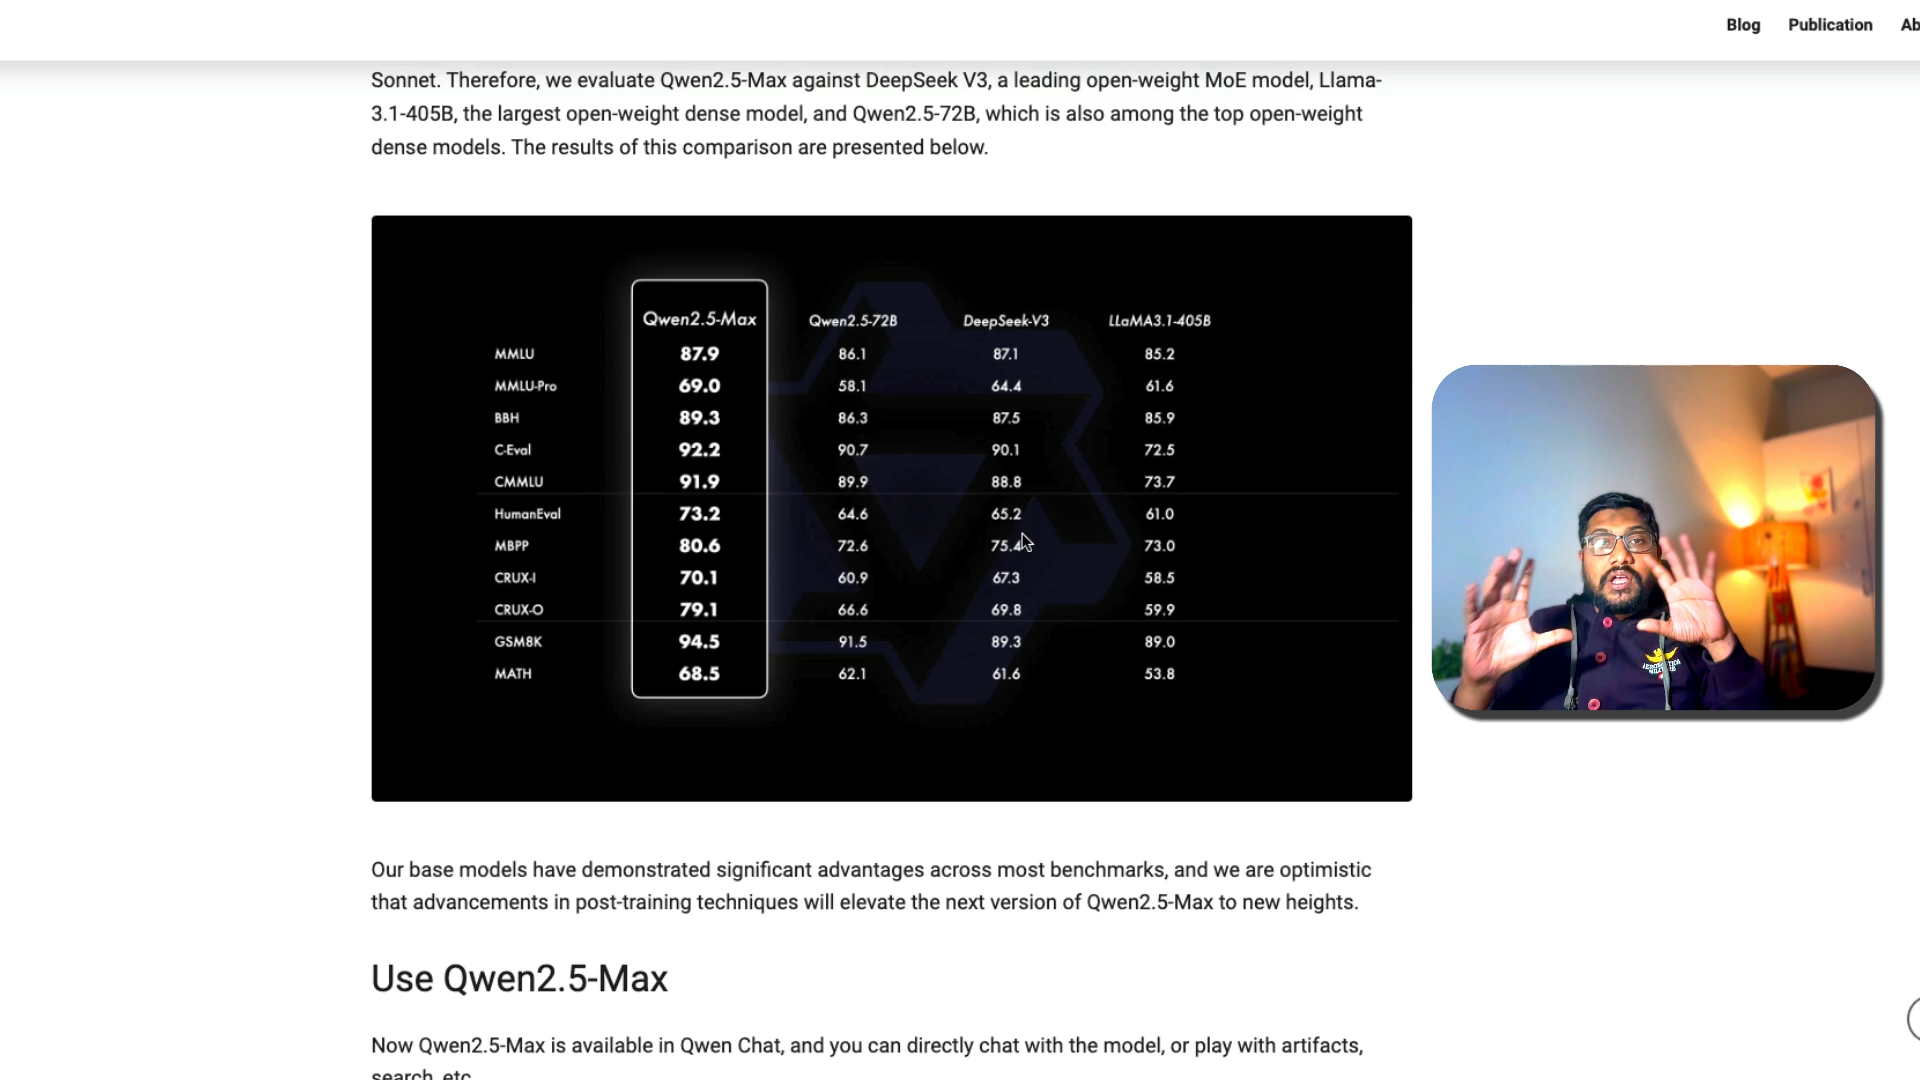 Blog Publication Ab
Sonnet. Therefore, we evaluate Qwen2.5-Max against DeepSeek V3, a leading open-weight MoE model, Llama-
3.1-405B, the largest open-weight dense model, and Qwen2.5-72B, which is also among the top open-weight
dense models. The results of this comparison are presented below.
Qwen2.5-Max Qwen2.5-72B DeepSeek-V3 LLaMA3.1-405B
MMLU 87.9 86.1 87.1 85.2
MMLU-Pro 69.0 58.1 64.4 61.6
BBH 89.3 86.3 87.5 85.9
C-Eval 92.2 90.7 90.1 72.5
CMMLU 91.9 89.9 88.8 73.7
HumanEval 73.2 64.6 65.2 61.0
MBPP 80.6 72.6 75.4 73.0
CRUX-I 70.1 60.9 67.3 58.5
CRUX-O 79.1 66.6 69.8 59.9
GSM8K 94.5 91.5 89.3 89.0
MATH 68.5 62.1 61.6 53.8
Our base models have demonstrated significant advantages across most benchmarks, and we are optimistic
that advancements in post-training techniques will elevate the next version of Qwen2.5-Max to new heights.
Use Qwen2.5-Max
Now Qwen2.5-Max is available in Qwen Chat, and you can directly chat with the model, or play with artifacts,
search, etc.